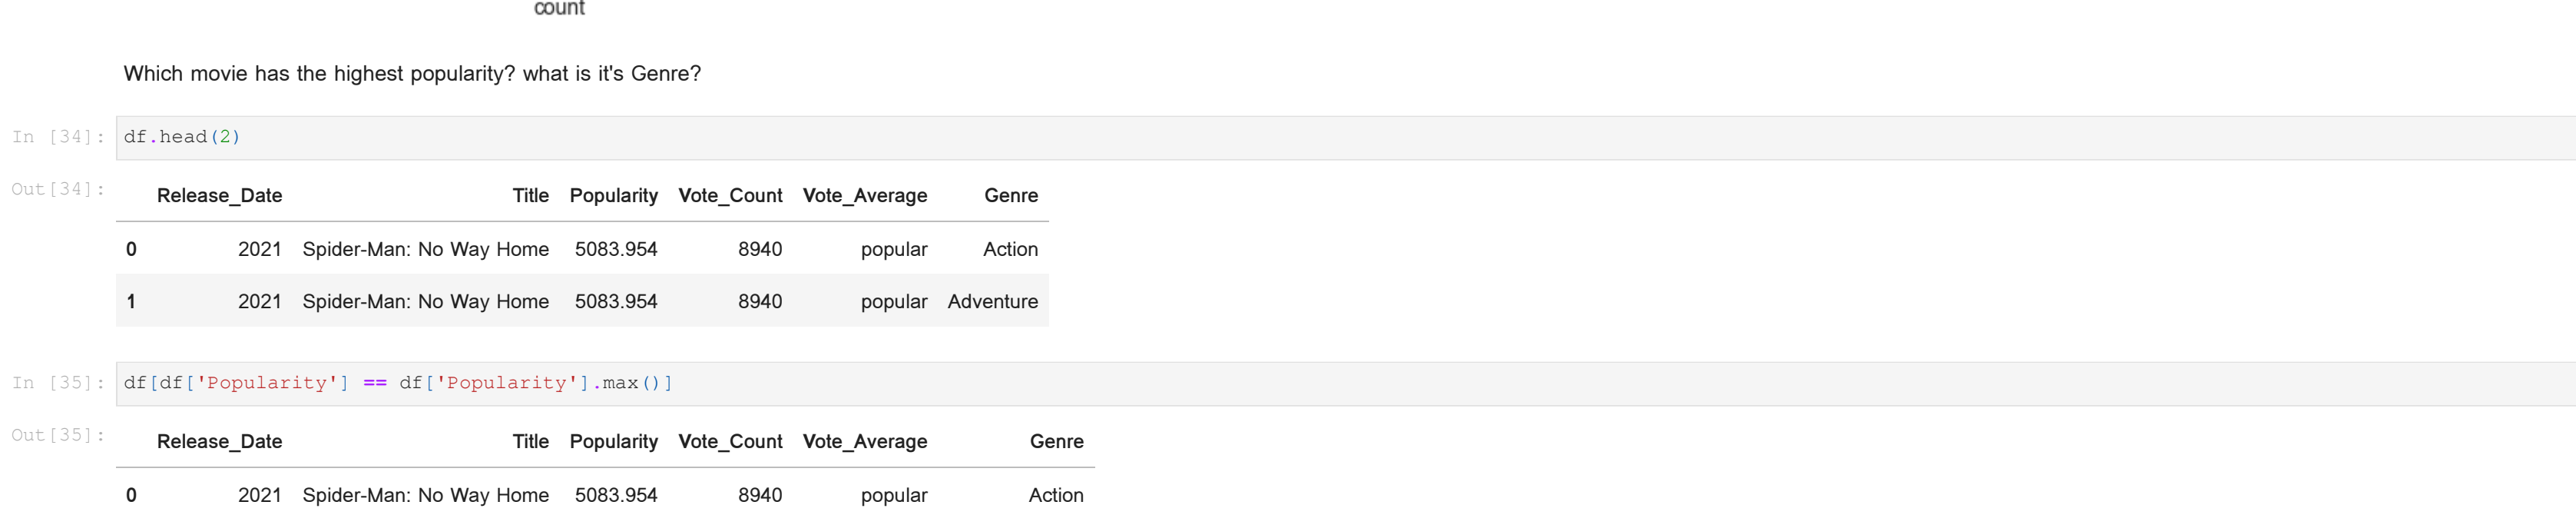 count
Which movie has the highest popularity? what is it's Genre?
In [34]: df.head(2)
Out[34]: Release_Date Title Popularity Vote_Count Vote_Average Genre
0 2021 Spider-Man: No Way Home 5083.954 8940 popular Action
1 2021 Spider-Man: No Way Home 5083.954 8940 popular Adventure
In [35]: df[df['Popularity'] == df['Popularity'].max()]
Out[35]: Release_Date Title Popularity Vote_Count Vote_Average Genre
0 2021 Spider-Man: No Way Home 5083.954 8940 popular Action